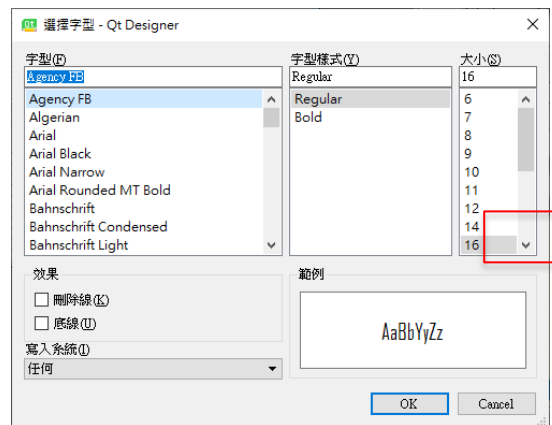 選擇字型 - Qt Designer
字型(F)
字型樣式(Y)
大小(S)
Agency FB
Regular
16
Agency FB
Algerian
Arial
Arial Black
Arial Narrow
Arial Rounded MT Bold
Bahnschrift
Bahnschrift Condensed
Bahnschrift Light
Regular
Bold
6
7
8
9
10
11
12
14
16
效果
刪除線(K)
底線(U)
寫入系統(I)
任何
範例
AaBbYyZz
OK
Cancel